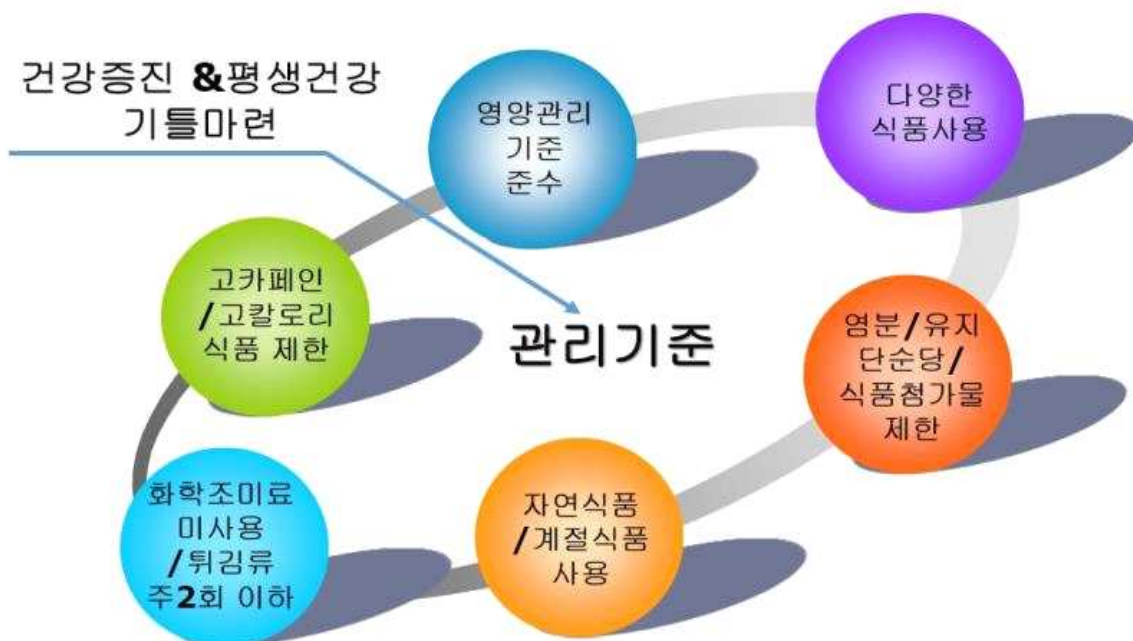 건강증진 &평생건강
기틀마련
영양관리
기준
준수
다양한
식품사용
고카페인
/고칼로리
식품 제한
관리기준
영분/유지
단순당/
식품첨가물
제한
화학조미료
미사용
/튀김류
주2회 이하
자연식품
/계절식품
사용